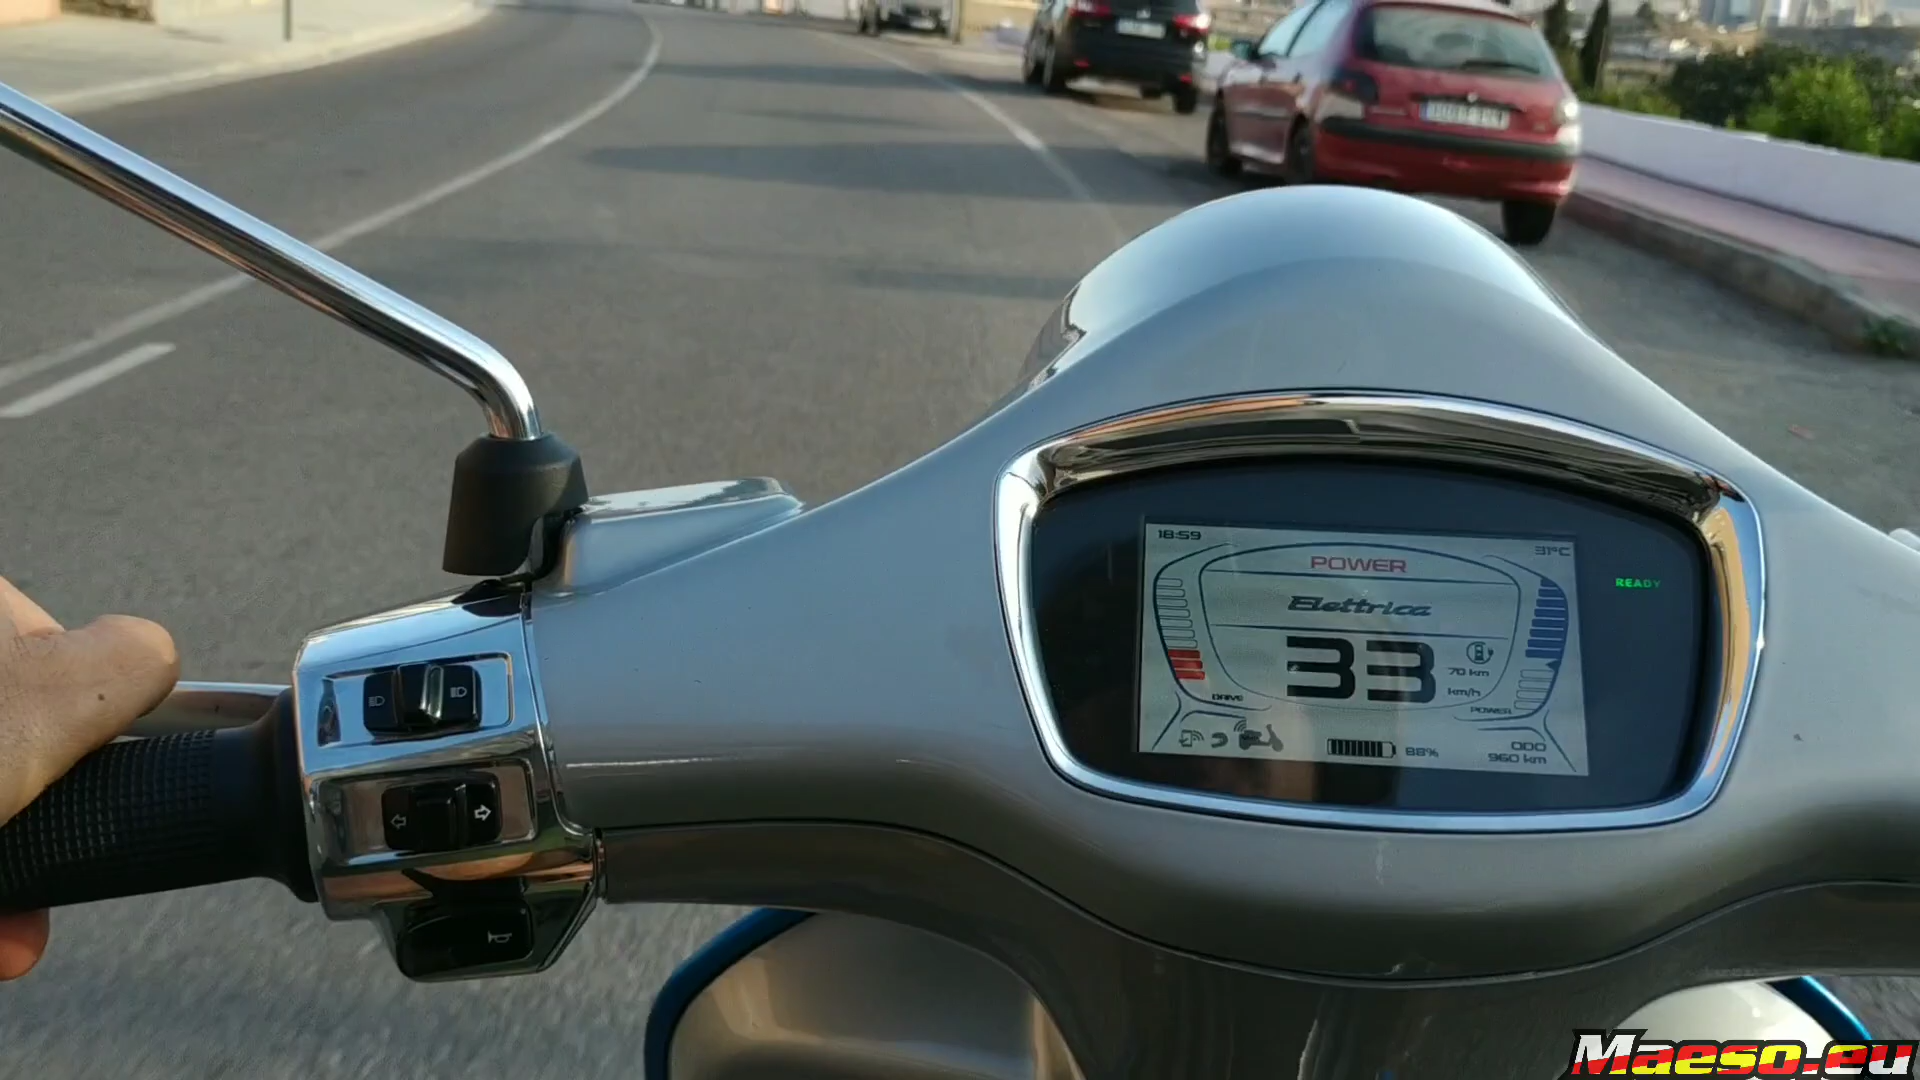 18:59
31°C
POWER
READY
Elettrica
33
70 km
km/h
DRIVE
POWER
88%
ODO
960 km
Maeso.eu